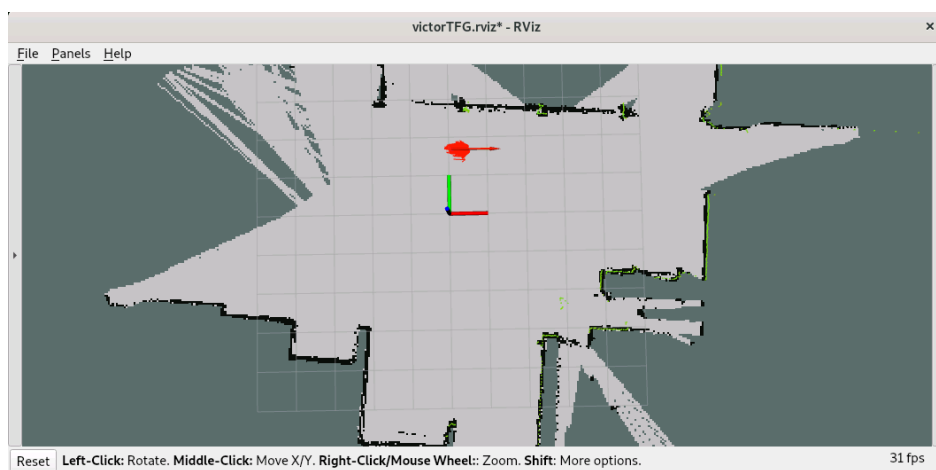 victorTFG.rviz* - RViz
×
File Panels Help
Reset Left-Click: Rotate. Middle-Click: Move X/Y. Right-Click/Mouse Wheel:: Zoom. Shift: More options. 31 fps